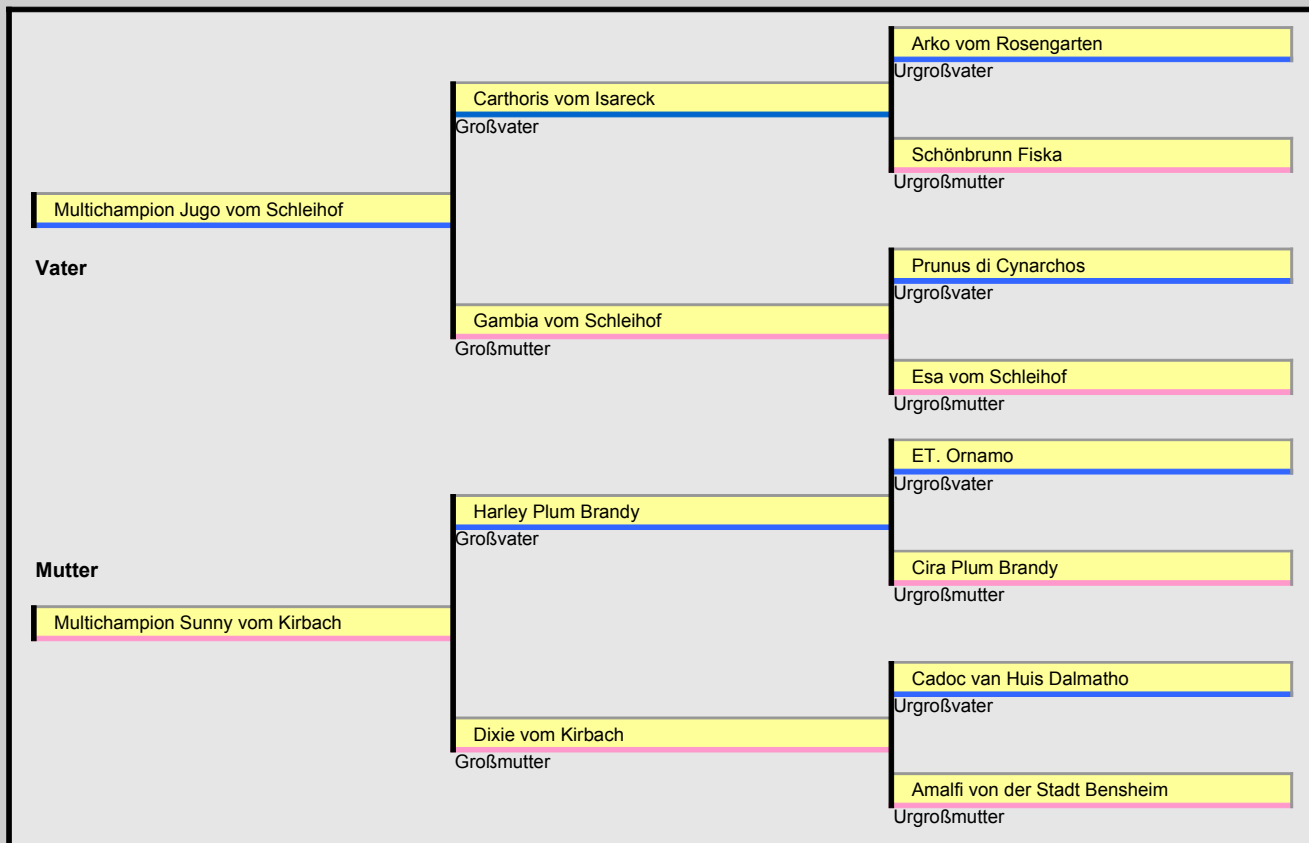 Arko vom Rosengarten
Urgroßvater
Carthoris vom Isareck
Großvater
Schönbrunn Fiska
Urgroßmutter
Multichampion Jugo vom Schleihof
Vater
Prunus di Cynarchos
Urgroßvater
Gambia vom Schleihof
Großmutter
Esa vom Schleihof
Urgroßmutter
ET. Ornamo
Urgroßvater
Harley Plum Brandy
Großvater
Mutter
Cira Plum Brandy
Urgroßmutter
Multichampion Sunny vom Kirbach
Cadoc van Huis Dalmatho
Urgroßvater
Dixie vom Kirbach
Großmutter
Amalfi von der Stadt Bensheim
Urgroßmutter